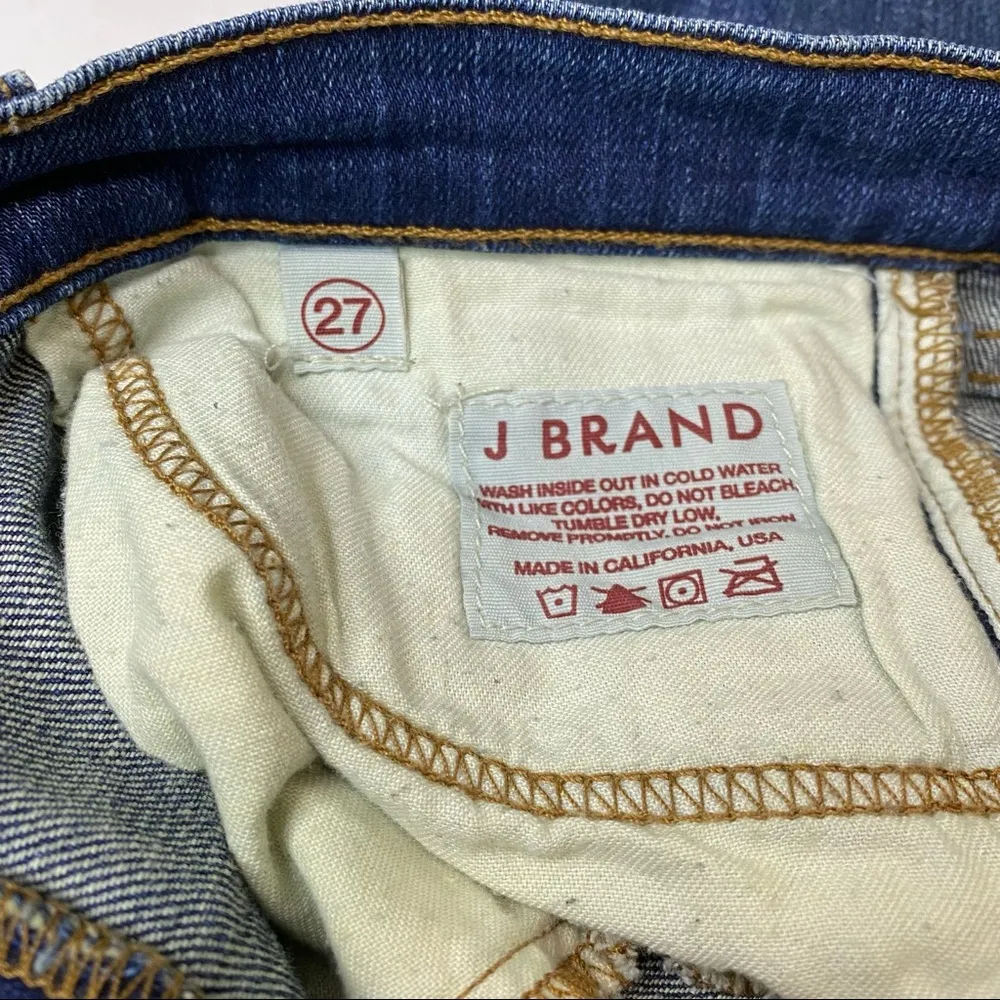 27
J BRAND
WASH INSIDE OUT IN COLD WATER
WITH LIKE COLORS, DO NOT BLEACH,
TUMBLE DRY LOW,
REMOVE PROMPTLY. DO NOT IRON
MADE IN CALIFORNIA, USA